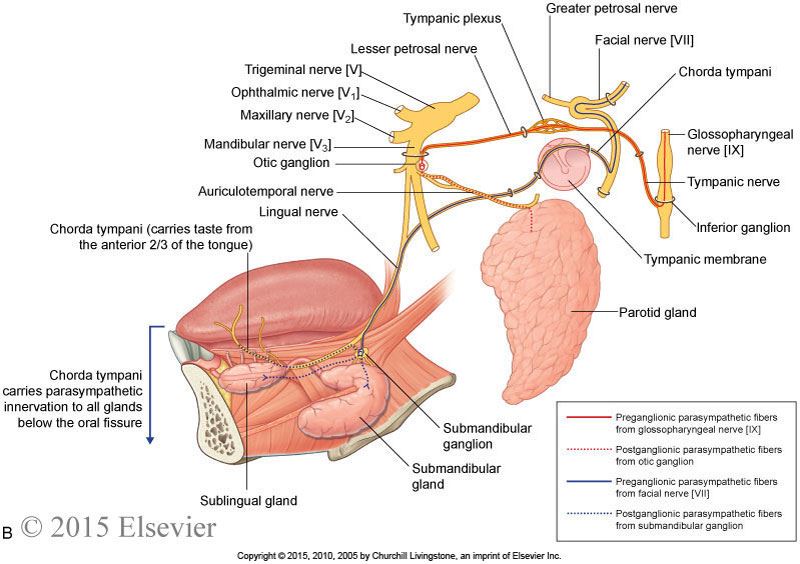 Greater petrosal nerve
Tympanic plexus
Facial nerve [VII]
Lesser petrosal nerve
Chorda tympani
Trigeminal nerve [V]
Ophthalmic nerve [V1]
Maxillary nerve [V2]
Mandibular nerve [V3]
Otic ganglion
Glossopharyngeal
nerve [IX]
Tympanic nerve
Auriculotemporal nerve
Lingual nerve
Inferior ganglion
Chorda tympani (carries taste from
the anterior 2/3 of the tongue)
Tympanic membrane
Parotid gland
Chorda tympani
carries parasympathetic
innervation to all glands
below the oral fissure
Submandibular
ganglion
Submandibular
gland
Sublingual gland
Preganglionic parasympathetic fibers
from glossopharyngeal nerve [IX]
Postganglionic parasympathetic fibers
from otic ganglion
Preganglionic parasympathetic fibers
from facial nerve [VII]
Postganglionic parasympathetic fibers
from submandibular ganglion
B © 2015 Elsevier
Copyright © 2015, 2010, 2005 by Churchill Livingstone, an imprint of Elsevier Inc.